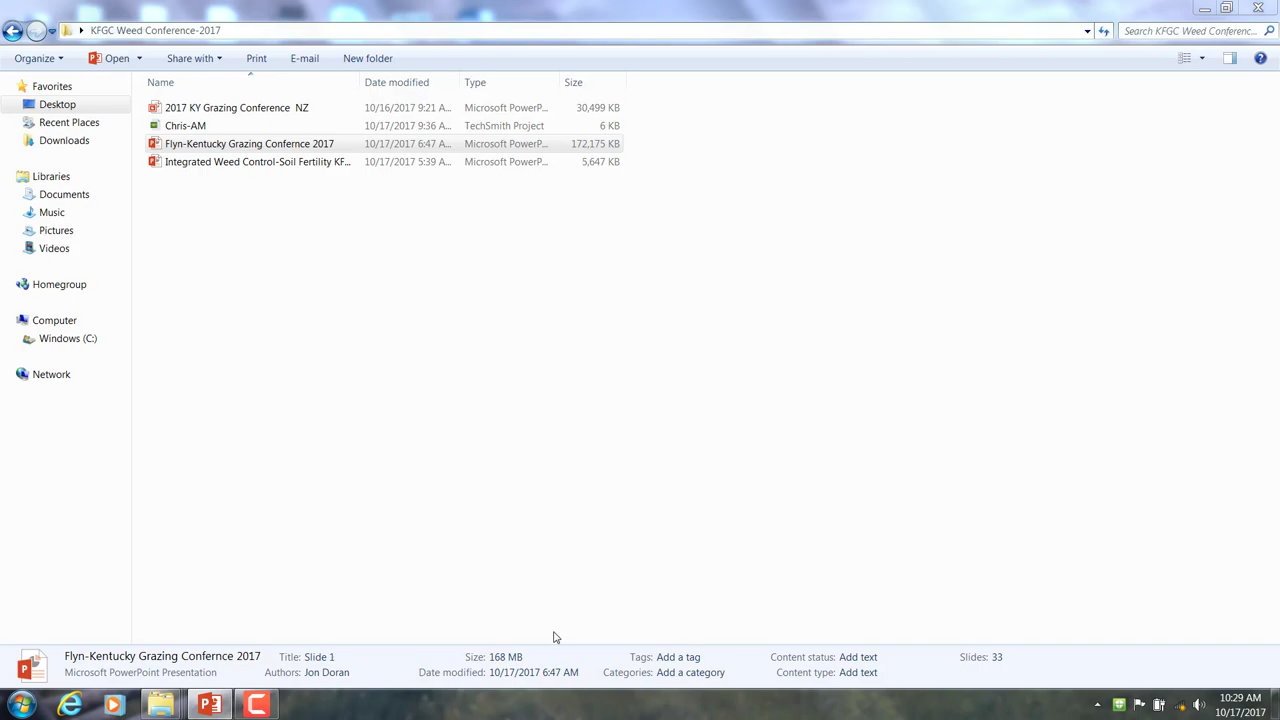 KFGC Weed Conference-2017
Search KFGC Weed Conferenc...
Organize Open Share with Print E-mail New folder
Name Date modified Type Size
2017 KY Grazing Conference NZ 10/16/2017 9:21 A... Microsoft PowerP... 30,499 KB
Chris-AM 10/17/2017 9:36 A... TechSmith Project 6 KB
Flyn-Kentucky Grazing Confernce 2017 10/17/2017 6:47 A... Microsoft PowerP... 172,175 KB
Integrated Weed Control-Soil Fertility KF... 10/17/2017 5:39 A... Microsoft PowerP... 5,647 KB
Favorites
Desktop
Recent Places
Downloads
Libraries
Documents
Music
Pictures
Videos
Homegroup
Computer
Windows (C:)
Network
Flyn-Kentucky Grazing Confernce 2017 Title: Slide 1 Size: 168 MB Tags: Add a tag Content status: Add text Slides: 33
Microsoft PowerPoint Presentation Authors: Jon Doran Date modified: 10/17/2017 6:47 AM Categories: Add a category Content type: Add text
10:29 AM
10/17/2017